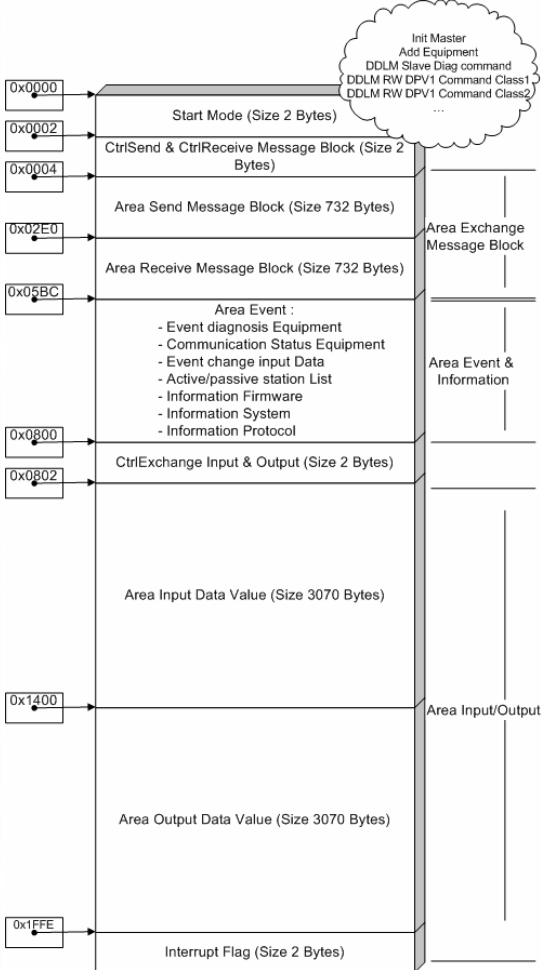 Init Master
Add Equipment
DDLM Slave Diag command
DDLM RW DPV1 Command Class1
DDLM RW DPV1 Command Class2
...
0x0000
Start Mode (Size 2 Bytes)
0x0002
CtrlSend & CtrlReceive Message Block (Size 2
Bytes)
0x0004
Area Send Message Block (Size 732 Bytes)
0x02E0
Area Exchange
Message Block
Area Receive Message Block (Size 732 Bytes)
0x05BC
Area Event :
- Event diagnosis Equipment
- Communication Status Equipment
- Event change input Data
- Active/passive station List
- Information Firmware
- Information System
- Information Protocol
Area Event &
Information
0x0800
CtrlExchange Input & Output (Size 2 Bytes)
0x0802
Area Input Data Value (Size 3070 Bytes)
0x1400
Area Input/Output
Area Output Data Value (Size 3070 Bytes)
0x1FFE
Interrupt Flag (Size 2 Bytes)